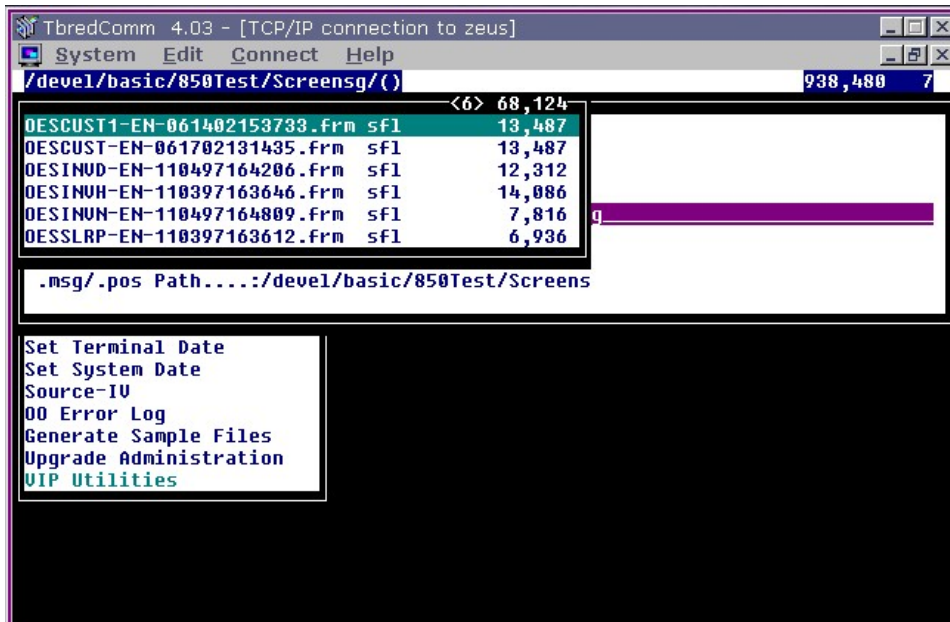 TbredComm 4.03 - [TCP/IP connection to zeus]
System Edit Connect Help
/devel/basic/850Test/Screensg/() 938,480 7
<6> 68,124
OESCUST1-EN-061402153733.frm sfl 13,487
OESCUST-EN-061702131435.frm sfl 13,487
OESINVD-EN-110497164206.frm sfl 12,312
OESINVH-EN-110397163646.frm sfl 14,086
OESINVN-EN-110497164809.frm sfl 7,816
g
OESSLRP-EN-110397163612.frm sfl 6,936
.msg/.pos Path....:/devel/basic/850Test/Screens
Set Terminal Date
Set System Date
Source-IV
OO Error Log
Generate Sample Files
Upgrade Administration
VIP Utilities